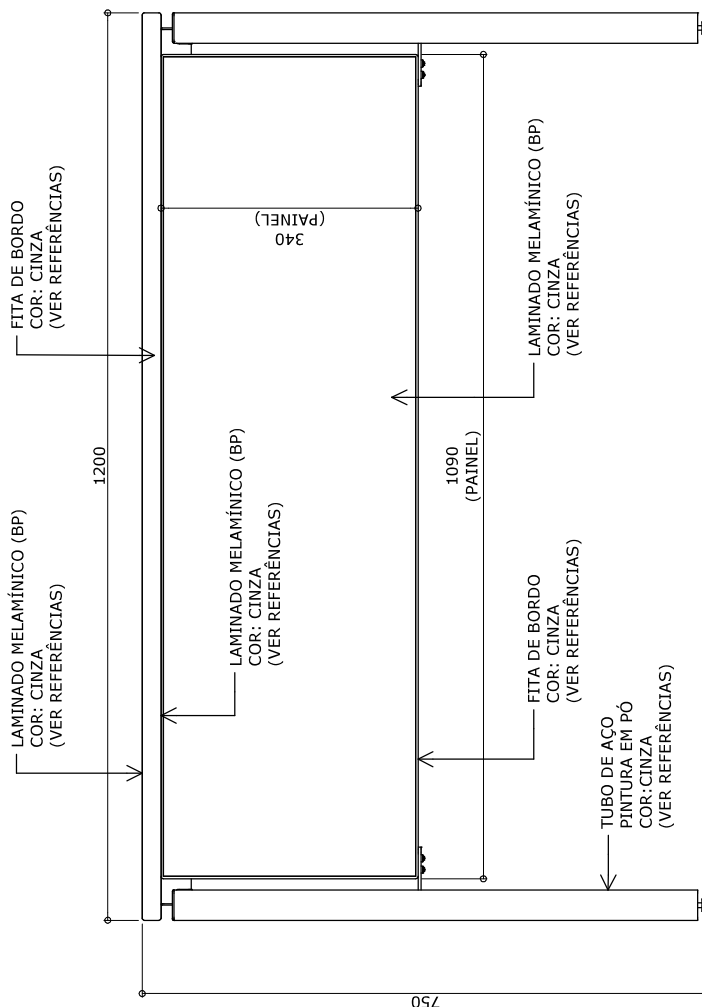 LAMINADO MELAMÍNICO (BP)
COR: CINZA
(VER REFERÊNCIAS)
FITA DE BORDO
COR: CINZA
(VER REFERÊNCIAS)
1200
LAMINADO MELAMÍNICO (BP)
COR: CINZA
(VER REFERÊNCIAS)
340
(PAINEL)
1090
(PAINEL)
FITA DE BORDO
COR: CINZA
(VER REFERÊNCIAS)
LAMINADO MELAMÍNICO (BP)
COR: CINZA
(VER REFERÊNCIAS)
TUBO DE AÇO
PINTURA EM PÓ
COR:CINZA
(VER REFERÊNCIAS)
750